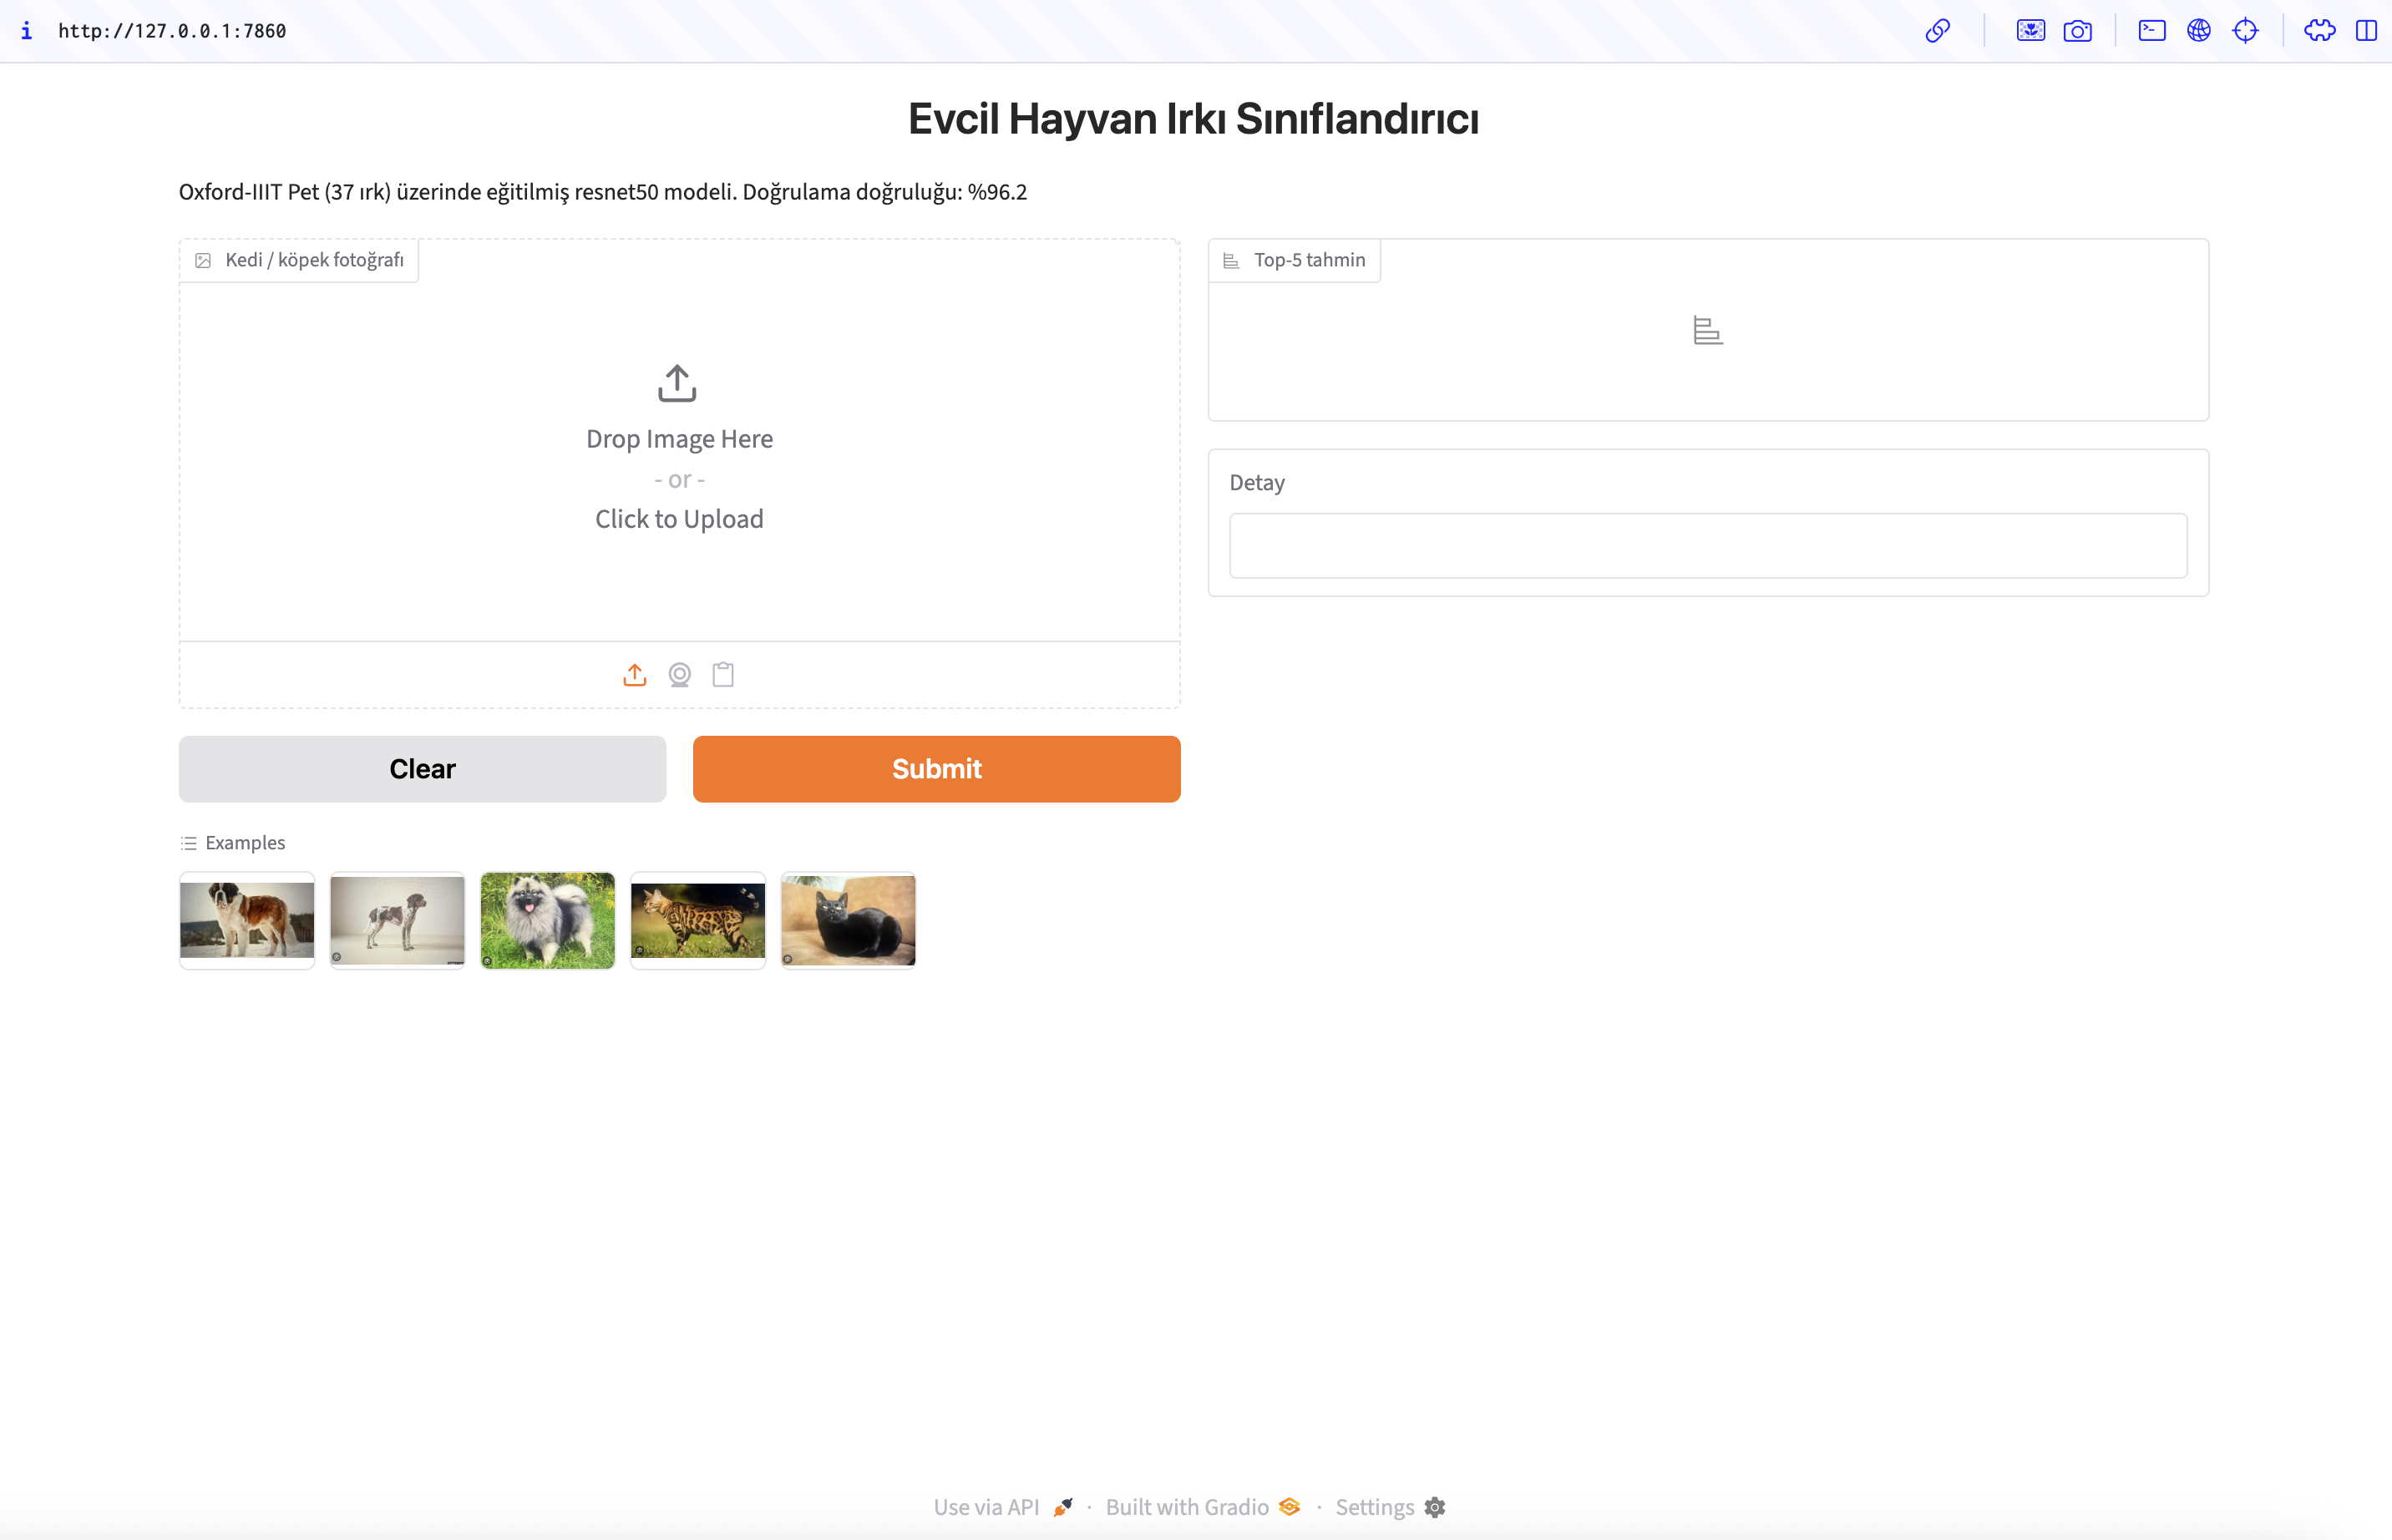 i http://127.0.0.1:7860
Evcil Hayvan Irkı Sınıflandırıcı
Oxford-IIIT Pet (37 ırk) üzerinde eğitilmiş resnet50 modeli. Doğrulama doğruluğu: %96.2
Kedi / köpek fotoğrafı
Drop Image Here
- or -
Click to Upload
Clear
Submit
Examples
Top-5 tahmin
Detay
Use via API · Built with Gradio · Settings